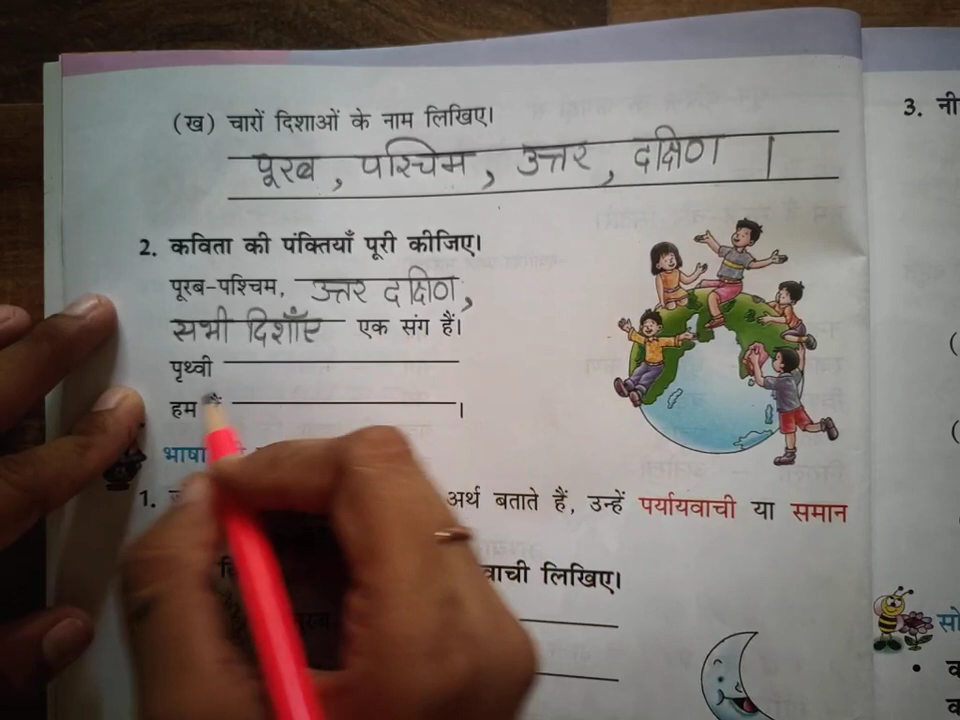 (ख) चारों दिशाओं के नाम लिखिए।
पूरब, पश्चिम, उत्तर, दक्षिण |
2. कविता की पंक्तियाँ पूरी कीजिए।
पूरब-पश्चिम, उत्तर दक्षिण,
सभी दिशाँए एक संग हैं।
पृथ्वी
हम ।
भाषा
1. अर्थ बताते हैं, उन्हें पर्यायवाची या समान
लिखिए।
3. नी